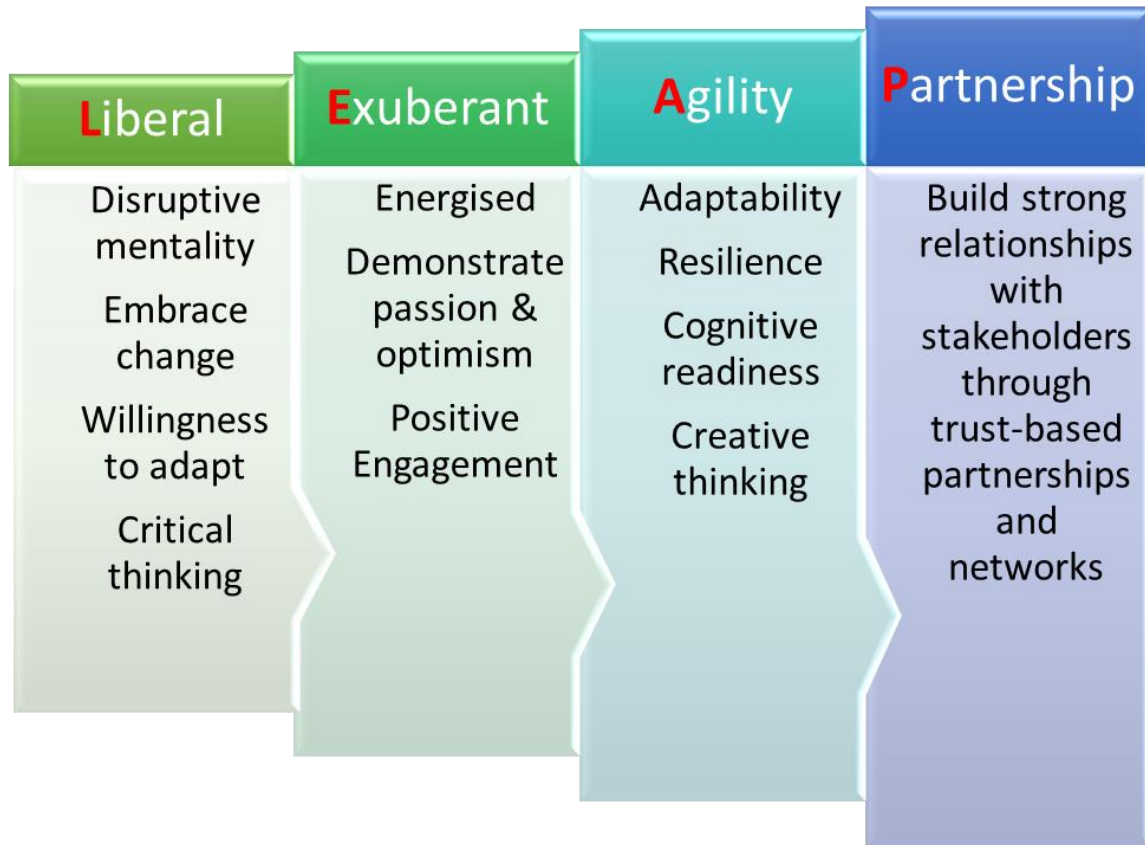 Liberal
Disruptive
mentality
Embrace
change
Willingness
to adapt
Critical
thinking
Exuberant
Energised
Demonstrate
passion &
optimism
Positive
Engagement
Agility
Adaptability
Resilience
Cognitive
readiness
Creative
thinking
Partnership
Build strong
relationships
with
stakeholders
through
trust-based
partnerships
and
networks